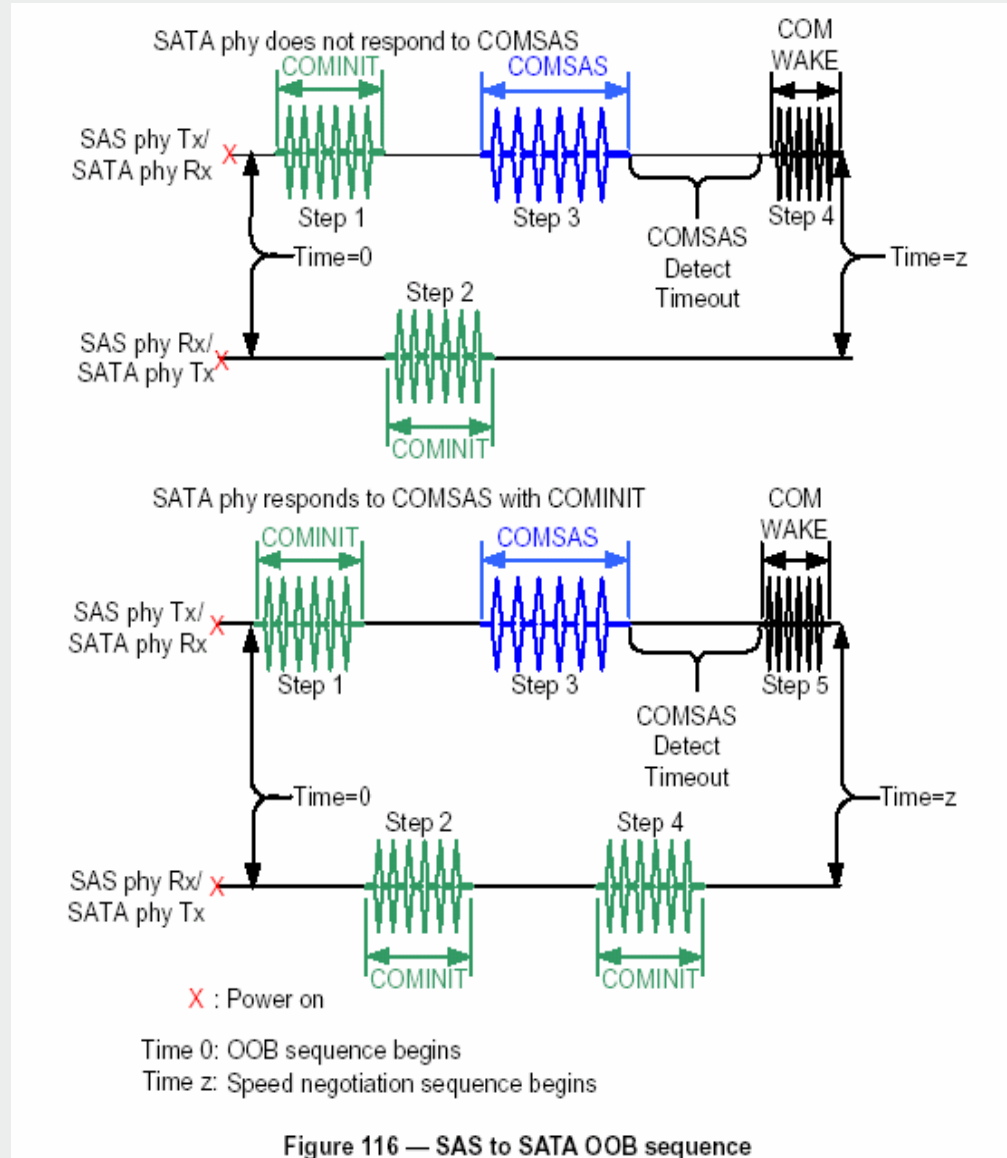 SATA phy does not respond to COMSAS
COM
WAKE
COMINIT
COMSAS
SAS phy Tx/
SATA phy Rx
X
Step 1
Step 3
Step 4
COMSAS
Detect
Timeout
Time=0
Time=z
Step 2
SAS phy Rx/
SATA phy Tx
X
COMINIT
SATA phy responds to COMSAS with COMINIT
COM
WAKE
COMINIT
COMSAS
SAS phy Tx/
SATA phy Rx
X
Step 1
Step 3
Step 5
COMSAS
Detect
Timeout
Time=0
Time=z
Step 2
Step 4
SAS phy Rx/
SATA phy Tx
X
COMINIT
COMINIT
X : Power on
Time 0: OOB sequence begins
Time z: Speed negotiation sequence begins
Figure 116 — SAS to SATA OOB sequence